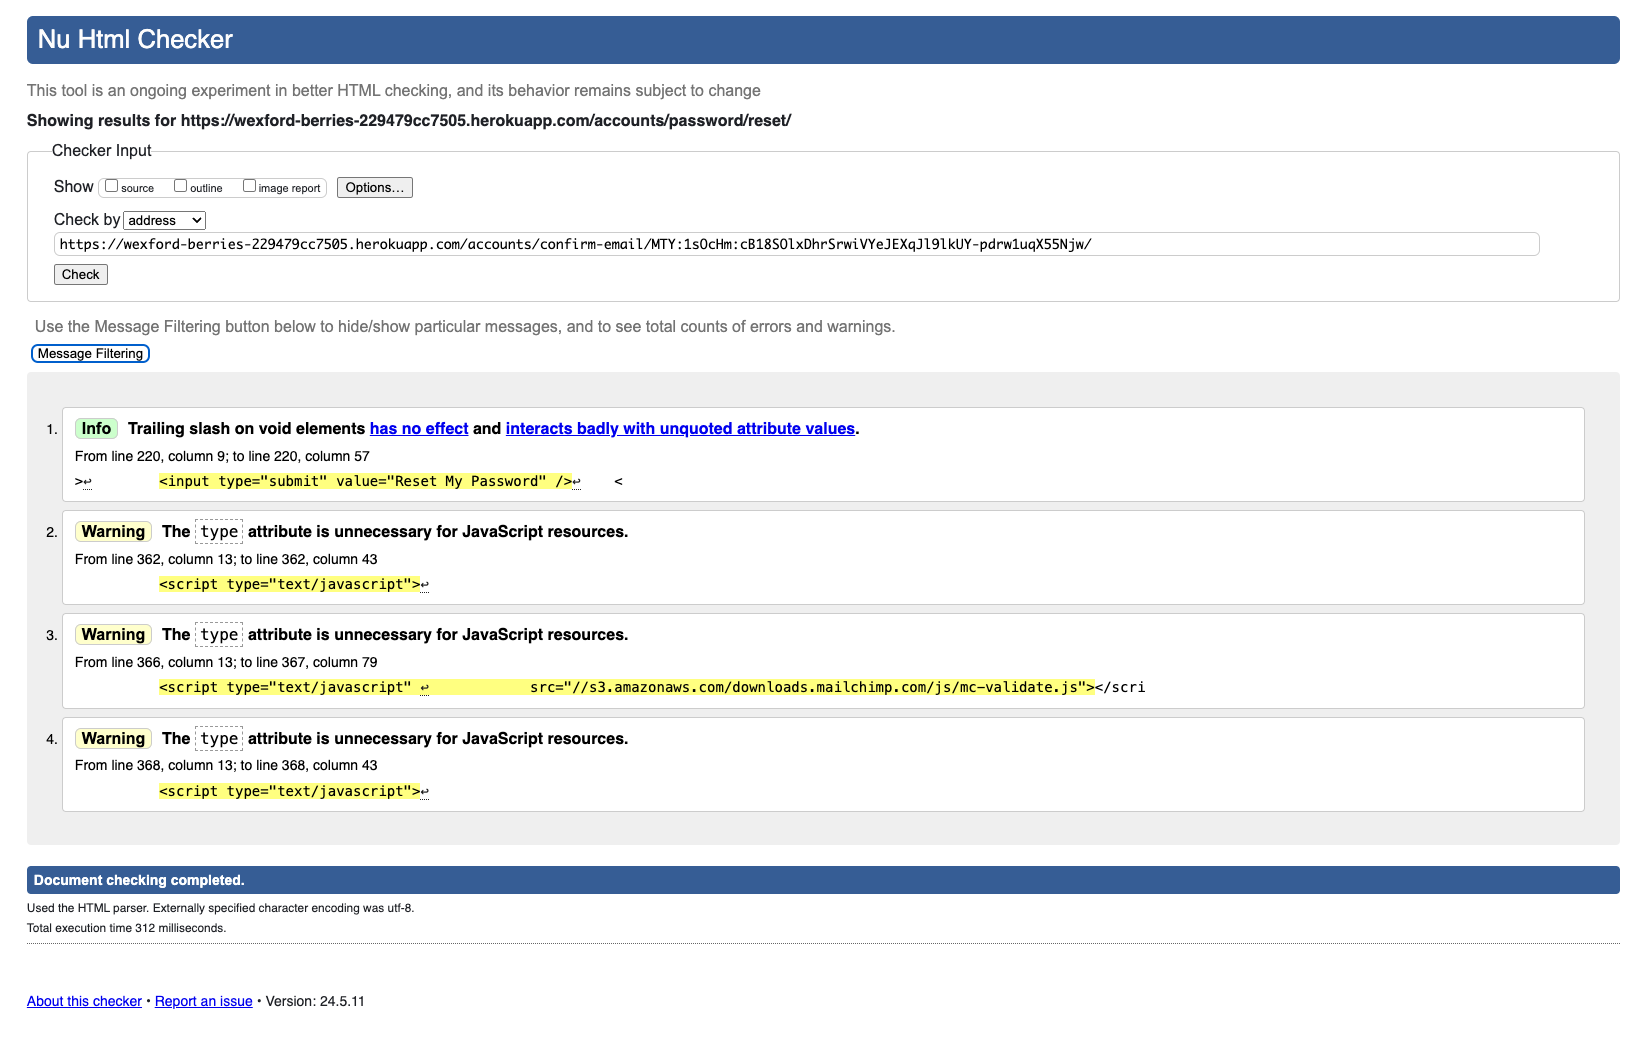 Nu Html Checker
This tool is an ongoing experiment in better HTML checking, and its behavior remains subject to change
Showing results for https://wexford-berries-229479cc7505.herokuapp.com/accounts/password/reset/
Checker Input
Show source outline image report Options...
Check by address
https://wexford-berries-229479cc7505.herokuapp.com/accounts/confirm-email/MTY:1sOcHm:cB18SOlxDhrSrwiVYeJEXqJl9lkUY-pdrw1uqX55Njw/
Check
Use the Message Filtering button below to hide/show particular messages, and to see total counts of errors and warnings.
Message Filtering
1. Info Trailing slash on void elements has no effect and interacts badly with unquoted attribute values.
From line 220, column 9; to line 220, column 57
>↩ <input type="submit" value="Reset My Password" />↩ <
2. Warning The type attribute is unnecessary for JavaScript resources.
From line 362, column 13; to line 362, column 43
<script type="text/javascript">↩
3. Warning The type attribute is unnecessary for JavaScript resources.
From line 366, column 13; to line 367, column 79
<script type="text/javascript" ↩ src="//s3.amazonaws.com/downloads.mailchimp.com/js/mc-validate.js"></scri
4. Warning The type attribute is unnecessary for JavaScript resources.
From line 368, column 13; to line 368, column 43
<script type="text/javascript">↩
Document checking completed.
Used the HTML parser. Externally specified character encoding was utf-8.
Total execution time 312 milliseconds.
About this checker • Report an issue • Version: 24.5.11